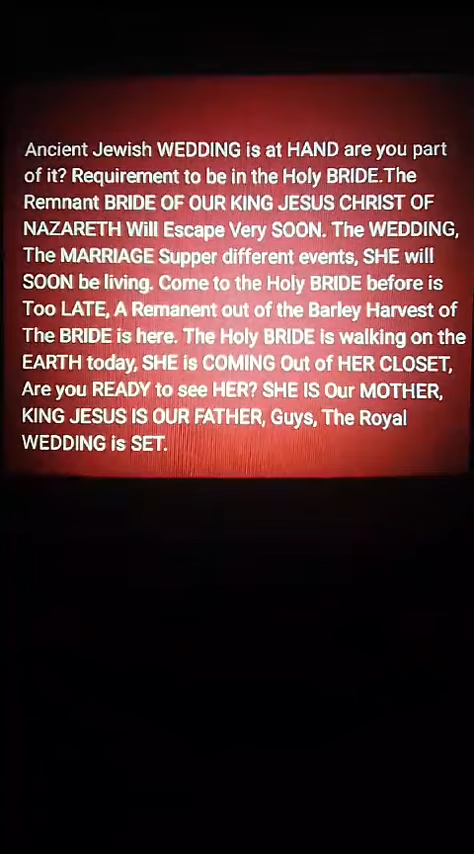 Ancient Jewish WEDDING is at HAND are you part
of it? Requirement to be in the Holy BRIDE.The
Remnant BRIDE OF OUR KING JESUS CHRIST OF
NAZARETH Will Escape Very SOON. The WEDDING,
The MARRIAGE Supper different events, SHE will
SOON be living. Come to the Holy BRIDE before is
Too LATE, A Remanent out of the Barley Harvest of
The BRIDE is here. The Holy BRIDE is walking on the
EARTH today, SHE is COMING Out of HER CLOSET,
Are you READY to see HER? SHE IS Our MOTHER,
KING JESUS IS OUR FATHER, Guys, The Royal
WEDDING is SET.